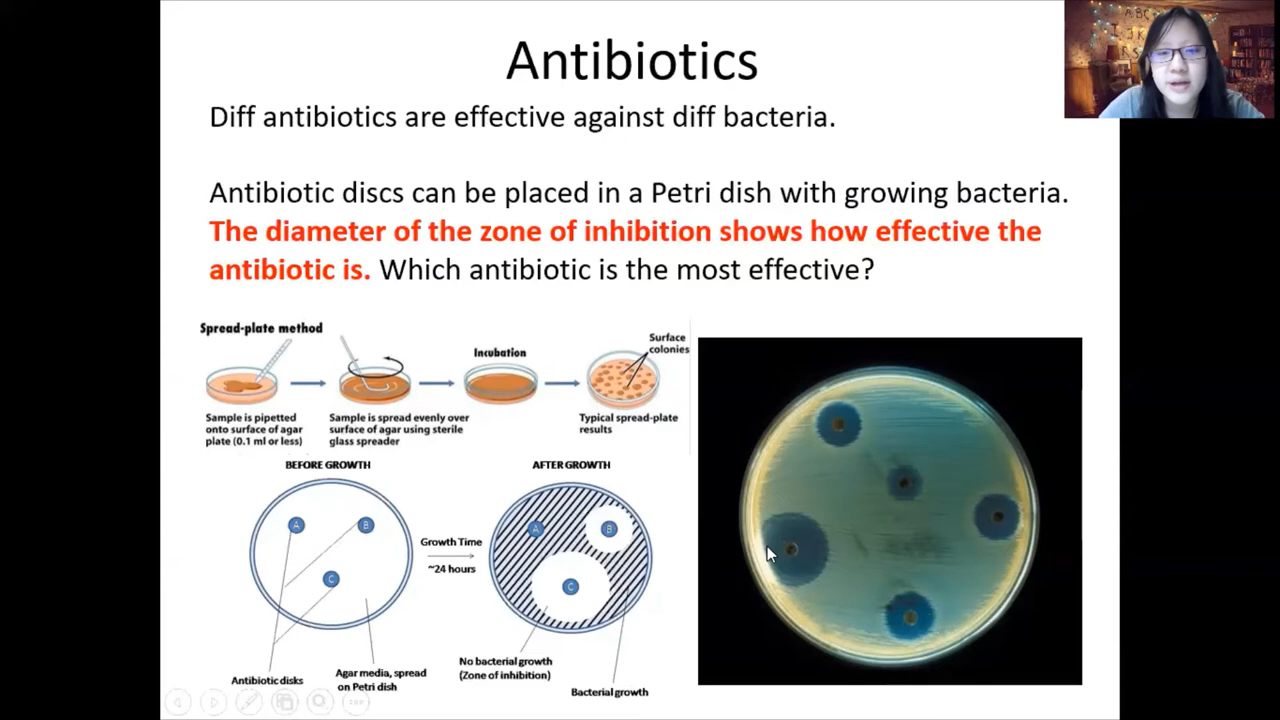 Antibiotics
Diff antibiotics are effective against diff bacteria.
Antibiotic discs can be placed in a Petri dish with growing bacteria.
The diameter of the zone of inhibition shows how effective the
antibiotic is. Which antibiotic is the most effective?
Spread-plate method
Surface
colonies
Incubation
Sample is pipetted
onto surface of agar
plate (0.1 ml or less)
Sample is spread evenly over
surface of agar using sterile
glass spreader
Typical spread-plate
results
BEFORE GROWTH
AFTER GROWTH
A
B
C
Growth Time
~24 hours
A
B
C
Antibiotic disks
Agar media, spread
on Petri dish
No bacterial growth
(Zone of inhibition)
Bacterial growth